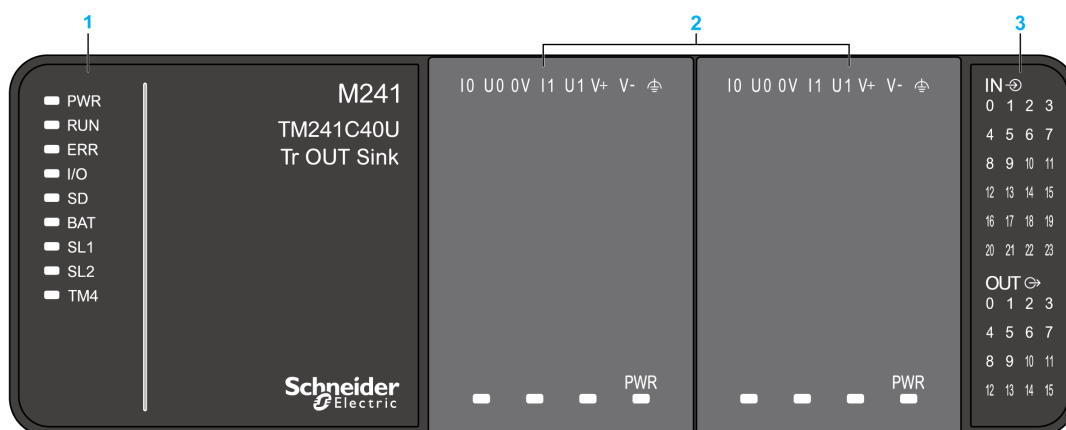 1
2
3
PWR
RUN
ERR
I/O
SD
BAT
SL1
SL2
TM4
M241
TM241C40U
Tr OUT Sink
Schneider
Electric
I0 U0 0V I1 U1 V+ V-
PWR
I0 U0 0V I1 U1 V+ V-
PWR
IN
0 1 2 3
4 5 6 7
8 9 10 11
12 13 14 15
16 17 18 19
20 21 22 23
OUT
0 1 2 3
4 5 6 7
8 9 10 11
12 13 14 15